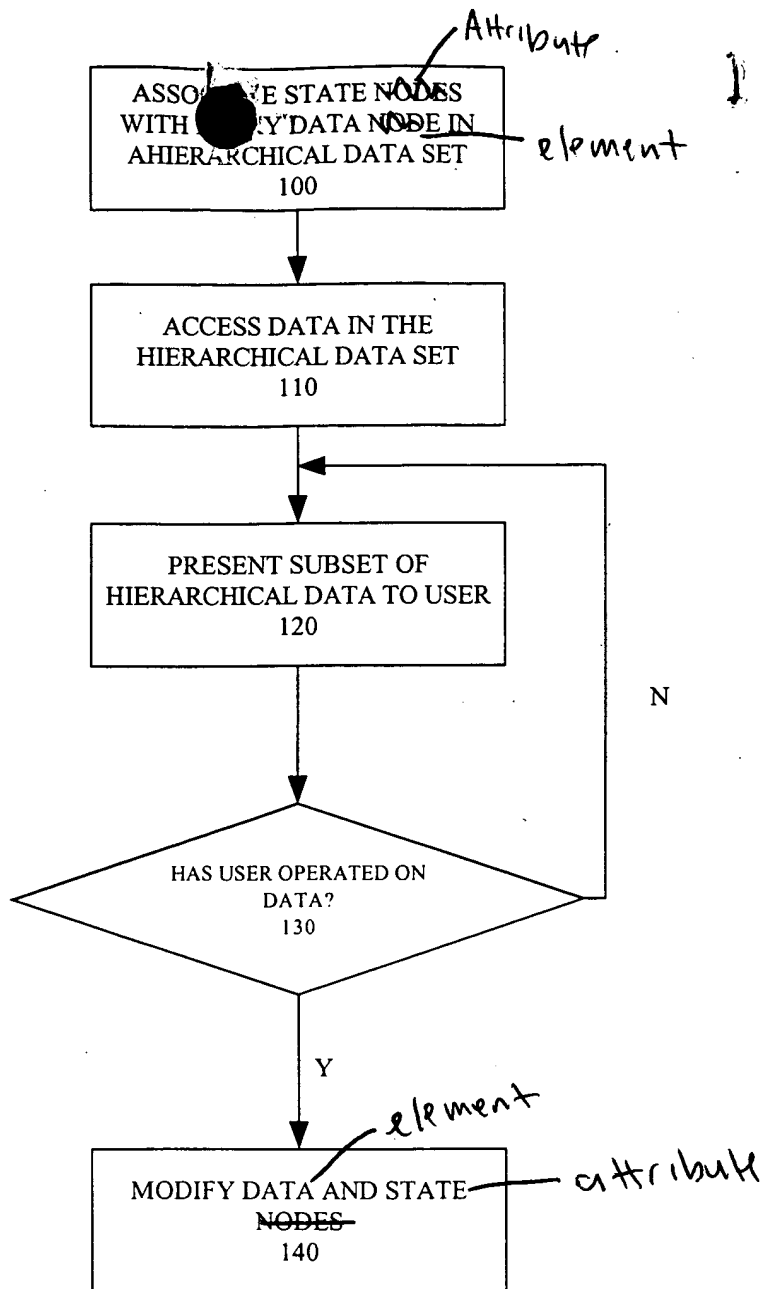 Attribute
STATE NODES
WITH DATA NODE IN
element
AHIERARCHICAL DATA SET
100
ACCESS DATA IN THE
HIERARCHICAL DATA SET
110
PRESENT SUBSET OF
HIERARCHICAL DATA TO USER
120
N
HAS USER OPERATED ON
DATA?
130
Y
element
MODIFY DATA AND STATE
attribute
NODES
140